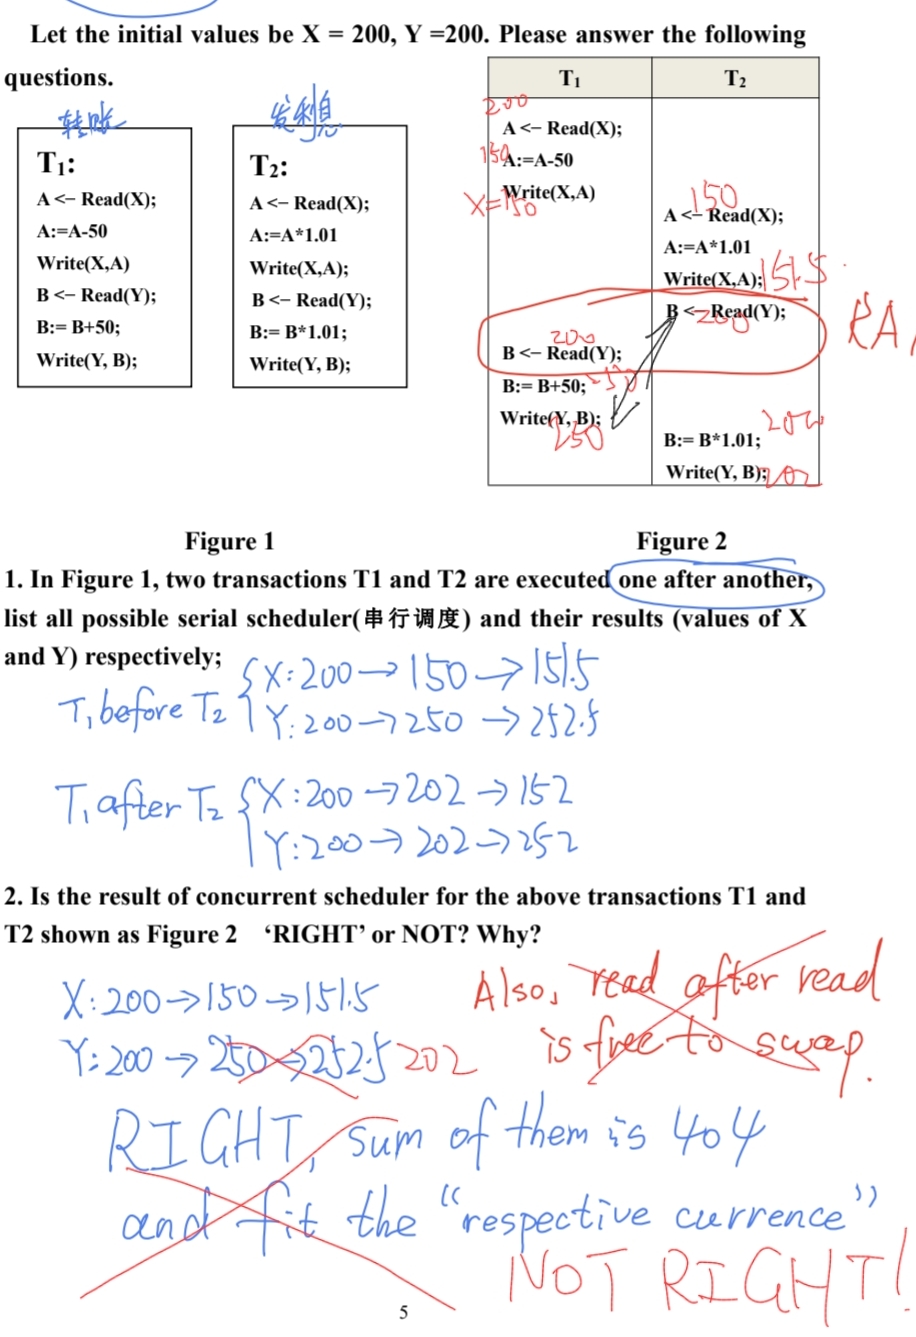 Let the initial values be X = 200, Y =200. Please answer the following
questions.
转账
T1:
A <− Read(X);
A:=A-50
Write(X,A)
B <− Read(Y);
B:= B+50;
Write(Y, B);
发利息
T2:
A <− Read(X);
A:=A*1.01
Write(X,A);
B <− Read(Y);
B:= B*1.01;
Write(Y, B);
T1 T2
200
A <− Read(X);
150
A:=A-50
Write(X,A)
X=150
150
A <− Read(X);
A:=A*1.01
Write(X,A); 151.5
B <− Read(Y);
200
RA
200
B <− Read(Y);
B:= B+50;
Write(Y, B);
250
202
B:= B*1.01;
Write(Y, B); 202
Figure 1 Figure 2
1. In Figure 1, two transactions T1 and T2 are executed one after another,
list all possible serial scheduler(串行调度) and their results (values of X
and Y) respectively;
T1 before T2 { X: 200 → 150 → 151.5
Y: 200 → 250 → 252.5
T1 after T2 { X: 200 → 202 → 152
Y: 200 → 202 → 252
2. Is the result of concurrent scheduler for the above transactions T1 and
T2 shown as Figure 2 ‘RIGHT’ or NOT? Why?
X: 200 → 150 → 151.5
Y: 200 → 250 → 252.5 202
Also, read after read
is free to swap.
RIGHT, sum of them is 404
and fit the "respective currence"
NOT RIGHT!
5